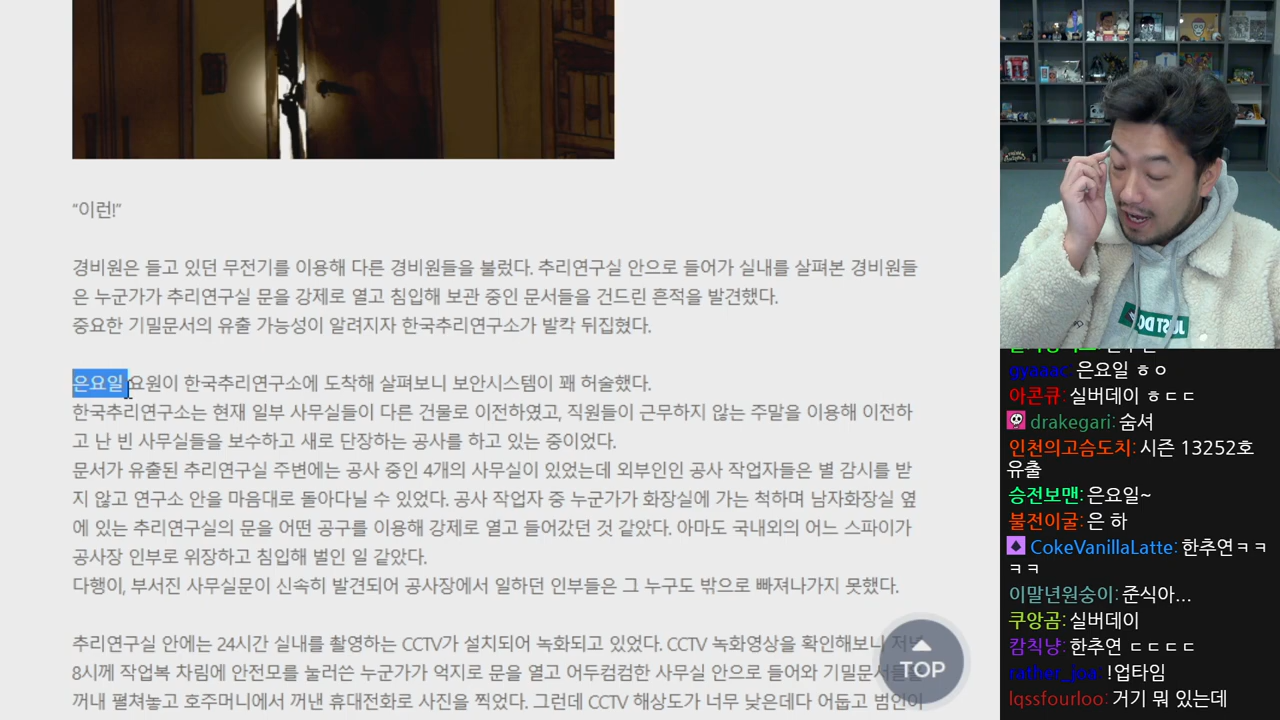 “이런!”
경비원은 들고 있던 무전기를 이용해 다른 경비원들을 불렀다. 추리연구실 안으로 들어가 실내를 살펴본 경비원들
은 누군가가 추리연구실 문을 강제로 열고 침입해 보관 중인 문서들을 건드린 흔적을 발견했다.
중요한 기밀문서의 유출 가능성이 알려지자 한국추리연구소가 발칵 뒤집혔다.
은요일 요원이 한국추리연구소에 도착해 살펴보니 보안시스템이 꽤 허술했다.
한국추리연구소는 현재 일부 사무실들이 다른 건물로 이전하였고, 직원들이 근무하지 않는 주말을 이용해 이전하
고 난 빈 사무실들을 보수하고 새로 단장하는 공사를 하고 있는 중이었다.
문서가 유출된 추리연구실 주변에는 공사 중인 4개의 사무실이 있었는데 외부인인 공사 작업자들은 별 감시를 받
지 않고 연구소 안을 마음대로 돌아다닐 수 있었다. 공사 작업자 중 누군가가 화장실에 가는 척하며 남자화장실 옆
에 있는 추리연구실의 문을 어떤 공구를 이용해 강제로 열고 들어갔던 것 같았다. 아마도 국내외의 어느 스파이가
공사장 인부로 위장하고 침입해 벌인 일 같았다.
다행이, 부서진 사무실문이 신속히 발견되어 공사장에서 일하던 인부들은 그 누구도 밖으로 빠져나가지 못했다.
추리연구실 안에는 24시간 실내를 촬영하는 CCTV가 설치되어 녹화되고 있었다. CCTV 녹화영상을 확인해보니 저녁
8시께 작업복 차림에 안전모를 눌러쓴 누군가가 억지로 문을 열고 어두컴컴한 사무실 안으로 들어와 기밀문서들을
꺼내 펼쳐놓고 호주머니에서 꺼낸 휴대전화로 사진을 찍었다. 그런데 CCTV 해상도가 너무 낮은데다 어둡고 범인이
TOP
JUST DO
gyaaac: 은요일 ㅎㅇ
아콘큐: 실버데이 ㅎㄷㄷ
drakegari: 숨셔
인천의고슴도치: 시즌 13252호
유출
승전보맨: 은요일~
불전이굴: 은 하
CokeVanillaLatte: 한추연ㅋㅋ
ㅋㅋ
이말년원숭이: 준식아...
쿠앙곰: 실버데이
캄칙냥: 한추연 ㄷㄷㄷㄷ
rather_joa: !업타임
lqssfourloo: 거기 뭐 있는데